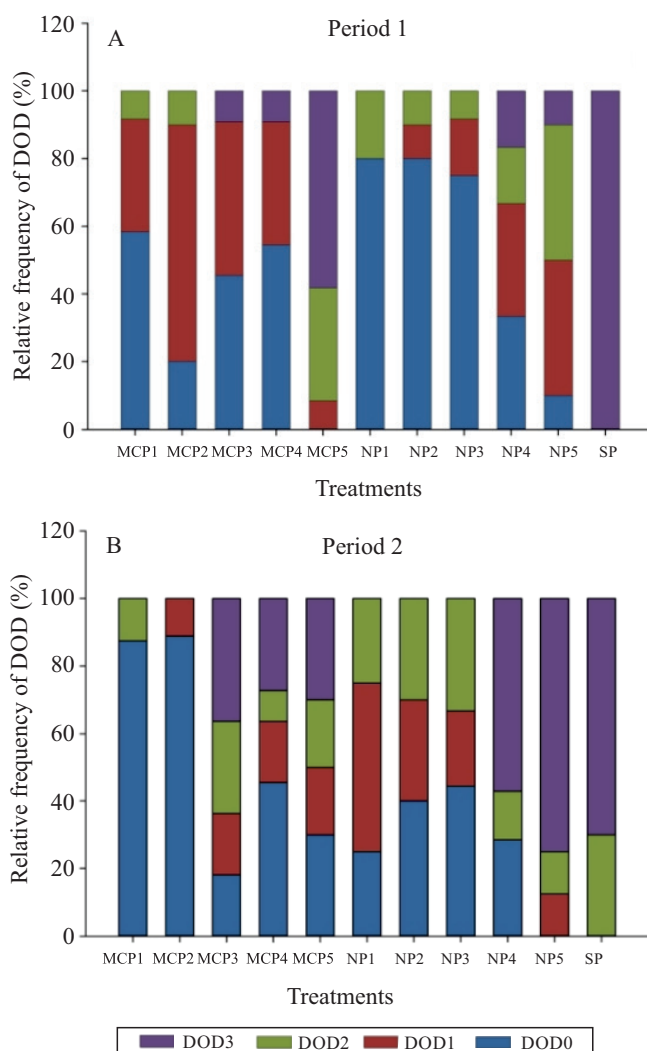 A
Period 1
Relative frequency of DOD (%)
120
100
80
60
40
20
0
MCP1 MCP2 MCP3 MCP4 MCP5 NP1 NP2 NP3 NP4 NP5 SP
Treatments
B
Period 2
Relative frequency of DOD (%)
120
100
80
60
40
20
0
MCP1 MCP2 MCP3 MCP4 MCP5 NP1 NP2 NP3 NP4 NP5 SP
Treatments
DOD3 DOD2 DOD1 DOD0